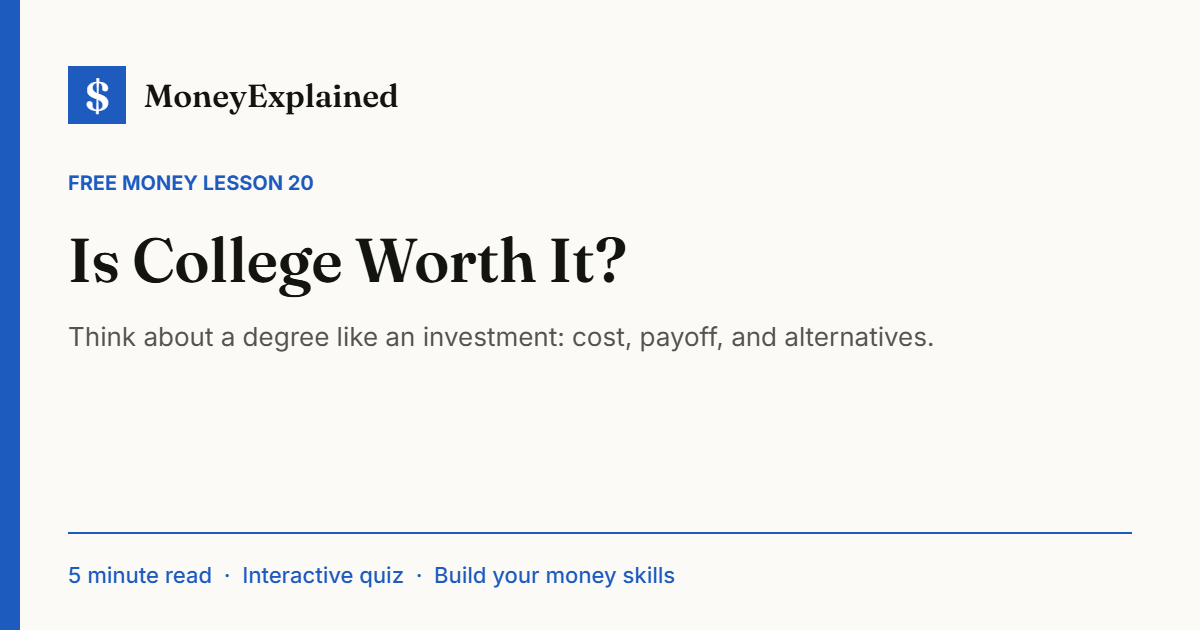 $ MoneyExplained
FREE MONEY LESSON 20
Is College Worth It?
Think about a degree like an investment: cost, payoff, and alternatives.
5 minute read · Interactive quiz · Build your money skills